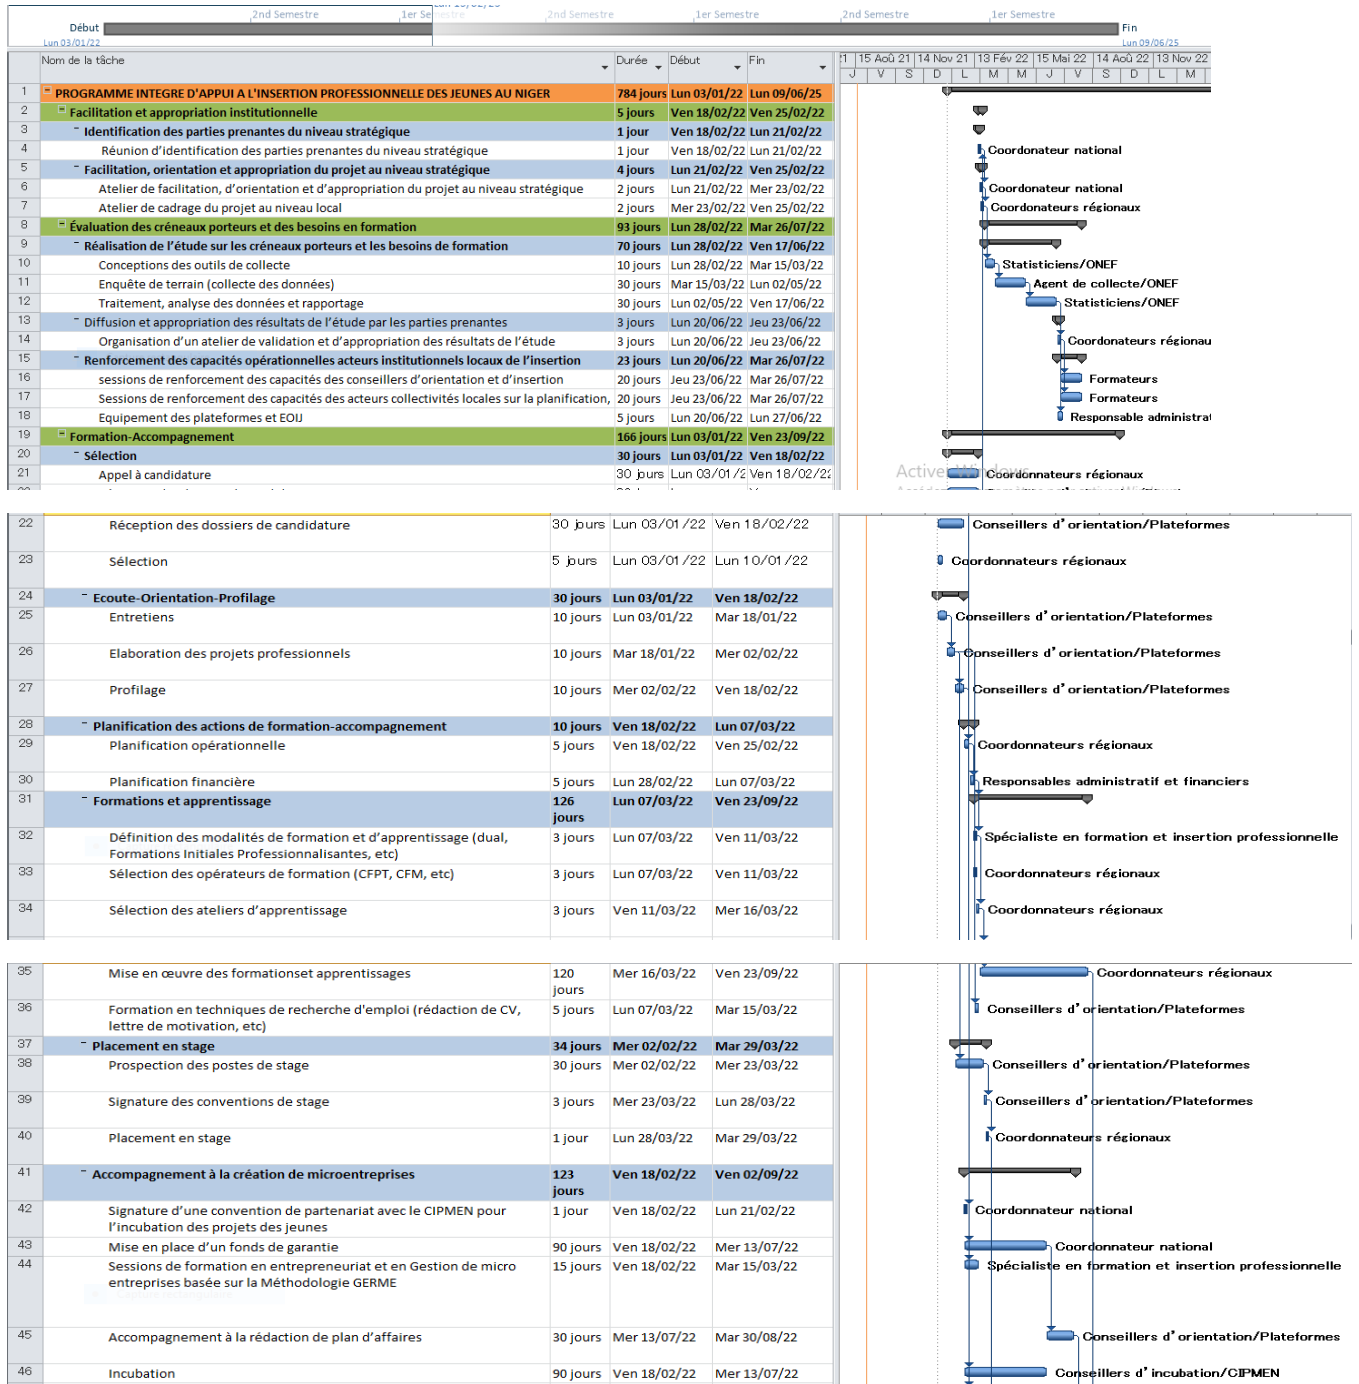 Lun 10/02/25
2nd Semestre 1er Semestre 2nd Semestre 1er Semestre 2nd Semestre 1er Semestre
Début Fin
Lun 03/01/22 Lun 09/06/25
Nom de la tâche Durée Début Fin 1 15 Aoû 21 14 Nov 21 13 Fév 22 15 Mai 22 14 Aoû 22 13 Nov 22
J V S D L M M J V S D L M
1 PROGRAMME INTEGRE D'APPUI A L'INSERTION PROFESSIONNELLE DES JEUNES AU NIGER 784 jours Lun 03/01/22 Lun 09/06/25
2 Facilitation et appropriation institutionnelle 5 jours Ven 18/02/22 Ven 25/02/22
3 Identification des parties prenantes du niveau stratégique 1 jour Ven 18/02/22 Lun 21/02/22
4 Réunion d’identification des parties prenantes du niveau stratégique 1 jour Ven 18/02/22 Lun 21/02/22 Coordonateur national
5 Facilitation, orientation et appropriation du projet au niveau stratégique 4 jours Lun 21/02/22 Ven 25/02/22
6 Atelier de facilitation, d’orientation et d’appropriation du projet au niveau stratégique 2 jours Lun 21/02/22 Mer 23/02/22 Coordonateur national
7 Atelier de cadrage du projet au niveau local 2 jours Mer 23/02/22 Ven 25/02/22 Coordonateurs régionaux
8 Évaluation des créneaux porteurs et des besoins en formation 93 jours Lun 28/02/22 Mar 26/07/22
9 Réalisation de l’étude sur les créneaux porteurs et les besoins de formation 70 jours Lun 28/02/22 Ven 17/06/22
10 Conceptions des outils de collecte 10 jours Lun 28/02/22 Mar 15/03/22 Statisticiens/ONEF
11 Enquête de terrain (collecte des données) 30 jours Mar 15/03/22 Lun 02/05/22 Agent de collecte/ONEF
12 Traitement, analyse des données et rapportage 30 jours Lun 02/05/22 Ven 17/06/22 Statisticiens/ONEF
13 Diffusion et appropriation des résultats de l’étude par les parties prenantes 3 jours Lun 20/06/22 Jeu 23/06/22
14 Organisation d’un atelier de validation et d’appropriation des résultats de l’étude 3 jours Lun 20/06/22 Jeu 23/06/22 Coordonateurs régionau
15 Renforcement des capacités opérationnelles acteurs institutionnels locaux de l’insertion 23 jours Lun 20/06/22 Mar 26/07/22
16 sessions de renforcement des capacités des conseillers d’orientation et d’insertion 20 jours Jeu 23/06/22 Mar 26/07/22 Formateurs
17 Sessions de renforcement des capacités des acteurs collectivités locales sur la planification, 20 jours Jeu 23/06/22 Mar 26/07/22 Formateurs
18 Equipement des plateformes et EOIJ 5 jours Lun 20/06/22 Lun 27/06/22 Responsable administrat
19 Formation-Accompagnement 166 jours Lun 03/01/22 Ven 23/09/22
20 Sélection 30 jours Lun 03/01/22 Ven 18/02/22
21 Appel à candidature 30 jours Lun 03/01/2 Ven 18/02/22 Coordonnateurs régionaux
Activer Windows
22 Réception des dossiers de candidature 30 jours Lun 03/01/22 Ven 18/02/22 Conseillers d’orientation/Plateformes
23 Sélection 5 jours Lun 03/01/22 Lun 10/01/22 Coordonnateurs régionaux
24 Ecoute-Orientation-Profilage 30 jours Lun 03/01/22 Ven 18/02/22
25 Entretiens 10 jours Lun 03/01/22 Mar 18/01/22 Conseillers d’orientation/Plateformes
26 Elaboration des projets professionnels 10 jours Mar 18/01/22 Mer 02/02/22 Conseillers d’orientation/Plateformes
27 Profilage 10 jours Mer 02/02/22 Ven 18/02/22 Conseillers d’orientation/Plateformes
28 Planification des actions de formation-accompagnement 10 jours Ven 18/02/22 Lun 07/03/22
29 Planification opérationnelle 5 jours Ven 18/02/22 Ven 25/02/22 Coordonnateurs régionaux
30 Planification financière 5 jours Lun 28/02/22 Lun 07/03/22 Responsables administratif et financiers
31 Formations et apprentissage 126 Lun 07/03/22 Ven 23/09/22
jours
32 Définition des modalités de formation et d’apprentissage (dual, 3 jours Lun 07/03/22 Ven 11/03/22 Spécialiste en formation et insertion professionnelle
Formations Initiales Professionnalisantes, etc)
33 Sélection des opérateurs de formation (CFPT, CFM, etc) 3 jours Lun 07/03/22 Ven 11/03/22 Coordonnateurs régionaux
34 Sélection des ateliers d’apprentissage 3 jours Ven 11/03/22 Mer 16/03/22 Coordonnateurs régionaux
35 Mise en œuvre des formationset apprentissages 120 Mer 16/03/22 Ven 23/09/22 Coordonnateurs régionaux
jours
36 Formation en techniques de recherche d'emploi (rédaction de CV, 5 jours Lun 07/03/22 Mar 15/03/22 Conseillers d’orientation/Plateformes
lettre de motivation, etc)
37 Placement en stage 34 jours Mer 02/02/22 Mar 29/03/22
38 Prospection des postes de stage 30 jours Mer 02/02/22 Mer 23/03/22 Conseillers d’orientation/Plateformes
39 Signature des conventions de stage 3 jours Mer 23/03/22 Lun 28/03/22 Conseillers d’orientation/Plateformes
40 Placement en stage 1 jour Lun 28/03/22 Mar 29/03/22 Coordonnateurs régionaux
41 Accompagnement à la création de microentreprises 123 Ven 18/02/22 Ven 02/09/22
jours
42 Signature d’une convention de partenariat avec le CIPMEN pour 1 jour Ven 18/02/22 Lun 21/02/22 Coordonnateur national
l’incubation des projets des jeunes
43 Mise en place d’un fonds de garantie 90 jours Ven 18/02/22 Mer 13/07/22 Coordonnateur national
44 Sessions de formation en entrepreneuriat et en Gestion de micro 15 jours Ven 18/02/22 Mar 15/03/22 Spécialiste en formation et insertion professionnelle
entreprises basée sur la Méthodologie GERME
45 Accompagnement à la rédaction de plan d’affaires 30 jours Mer 13/07/22 Mar 30/08/22 Conseillers d’orientation/Plateformes
46 Incubation 90 jours Ven 18/02/22 Mer 13/07/22 Conseillers d’incubation/CIPMEN